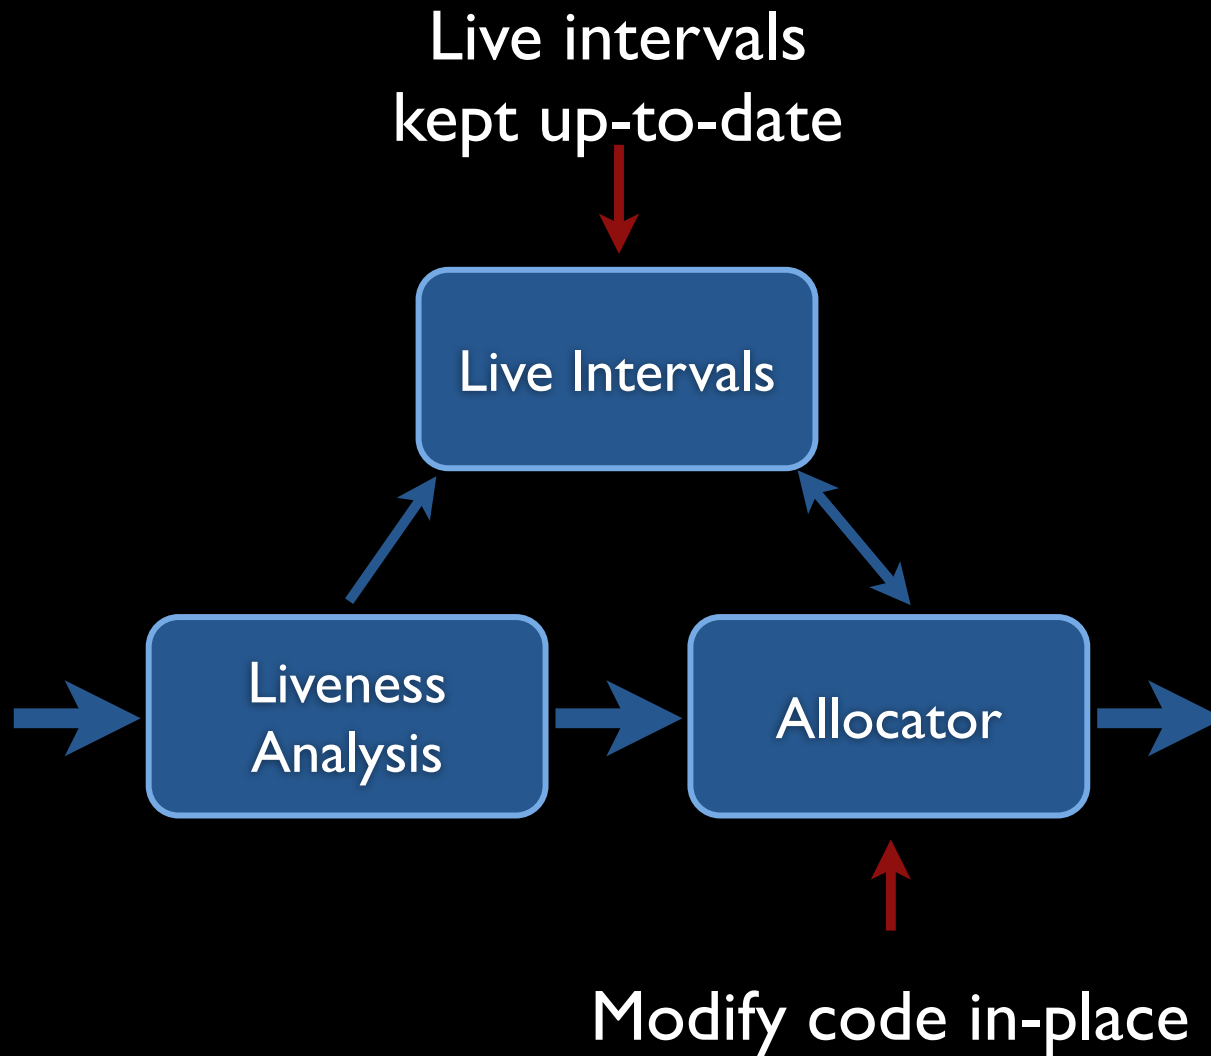 Live intervals
kept up-to-date
Live Intervals
Liveness
Analysis
Allocator
Modify code in-place